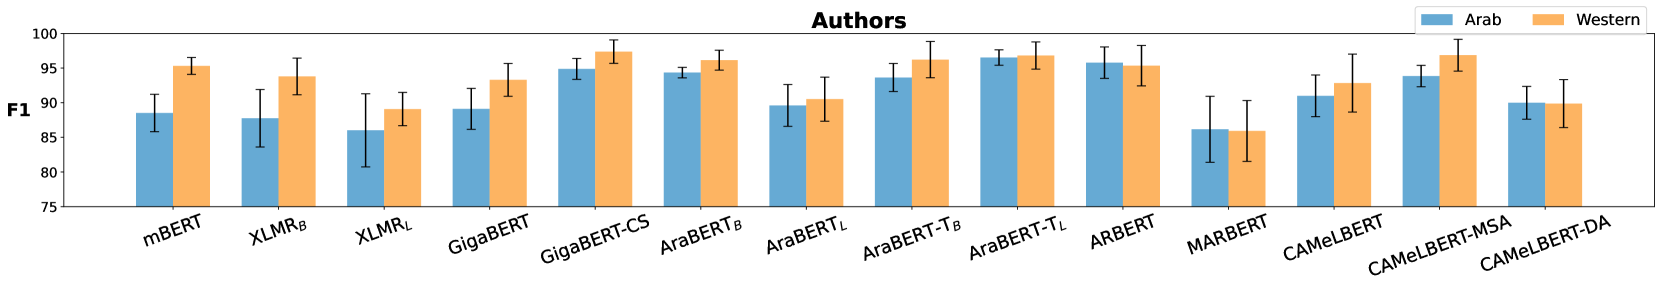 Authors
Arab
Western
F1
100
95
90
85
80
75
mBERT
XLMR_B
XLMR_L
GigaBERT
GigaBERT-CS
AraBERT_B
AraBERT_L
AraBERT-T_B
AraBERT-T_L
ARBERT
MARBERT
CAMeLBERT
CAMeLBERT-MSA
CAMeLBERT-DA